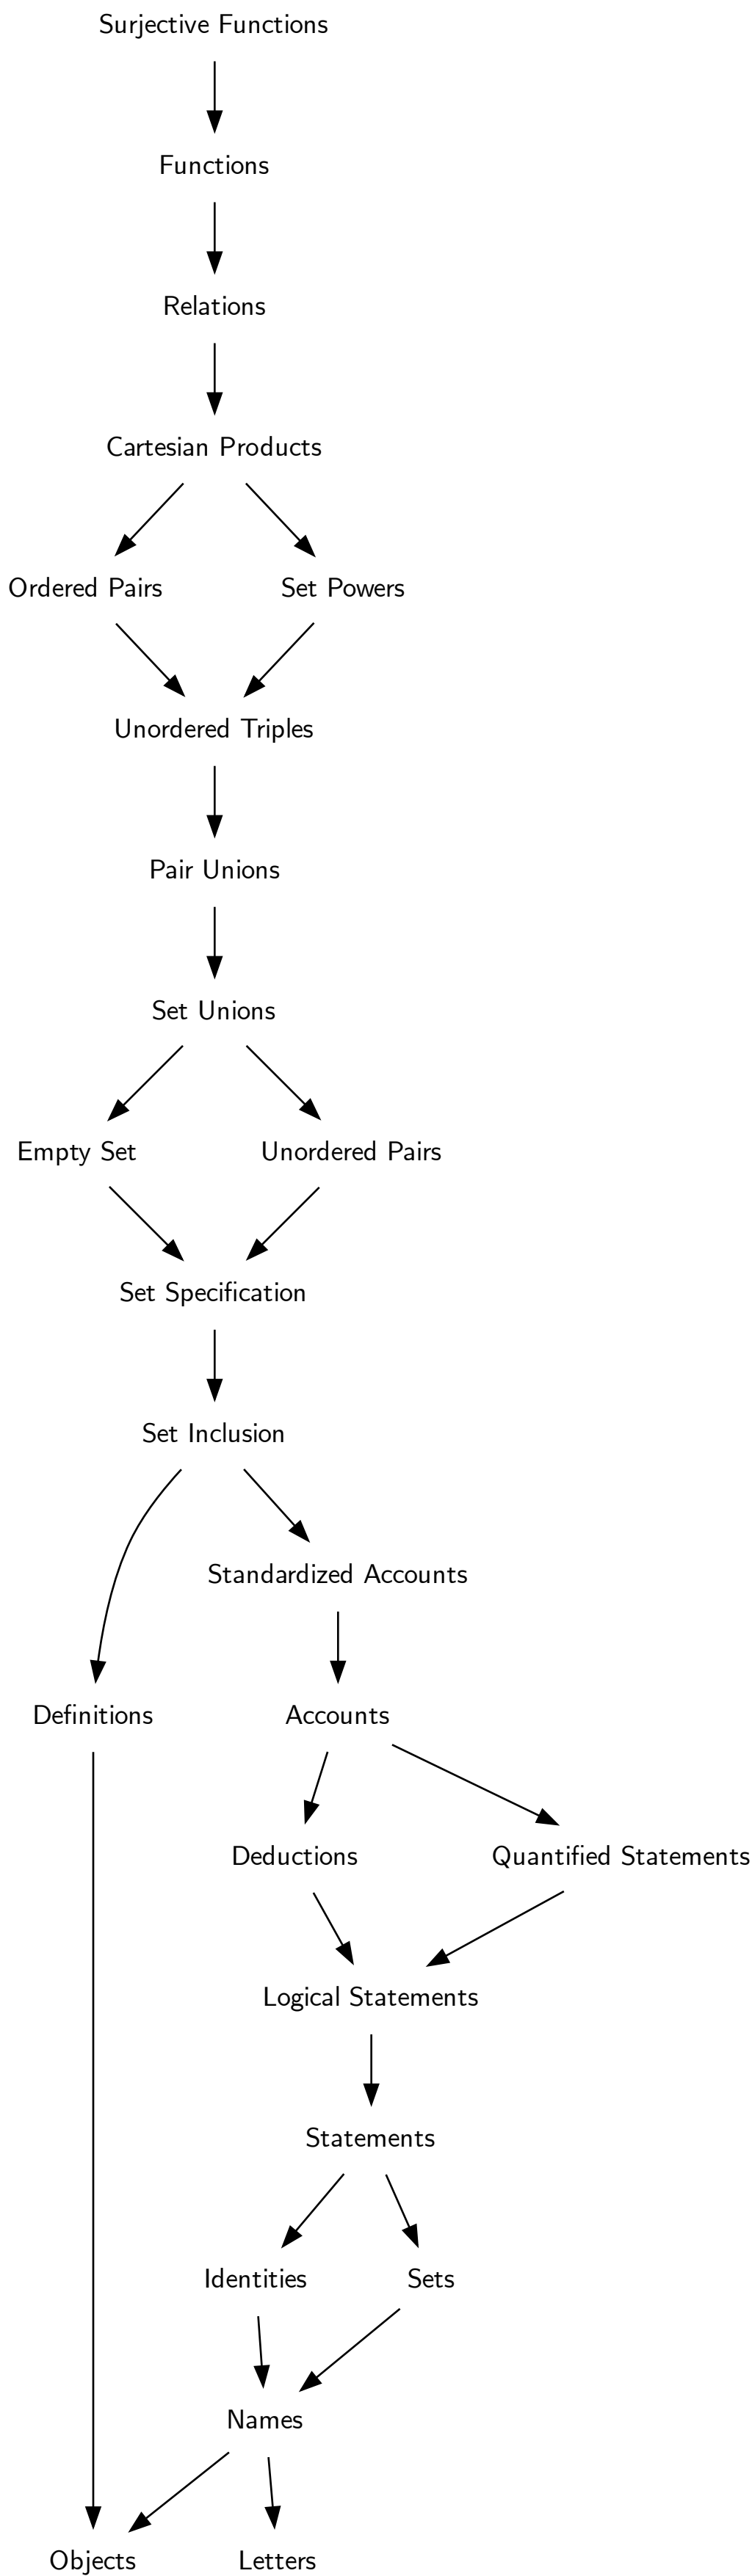 Surjective Functions
Functions
Relations
Cartesian Products
Ordered Pairs
Set Powers
Unordered Triples
Pair Unions
Set Unions
Empty Set
Unordered Pairs
Set Specification
Set Inclusion
Standardized Accounts
Definitions
Accounts
Deductions
Quantified Statements
Logical Statements
Statements
Identities
Sets
Names
Objects
Letters